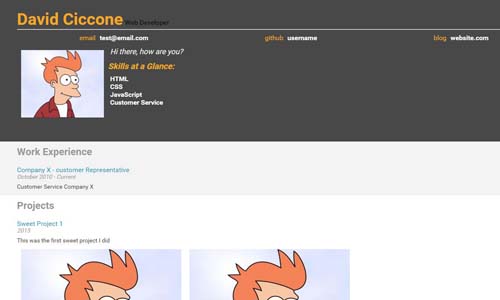 David Ciccone Web Developer
email test@email.com github username blog website.com
Hi there, how are you?
Skills at a Glance:
HTML
CSS
JavaScript
Customer Service
Work Experience
Company X - customer Representative
October 2010 - Current
Customer Service Company X
Projects
Sweet Project 1
2015
This was the first sweet project I did